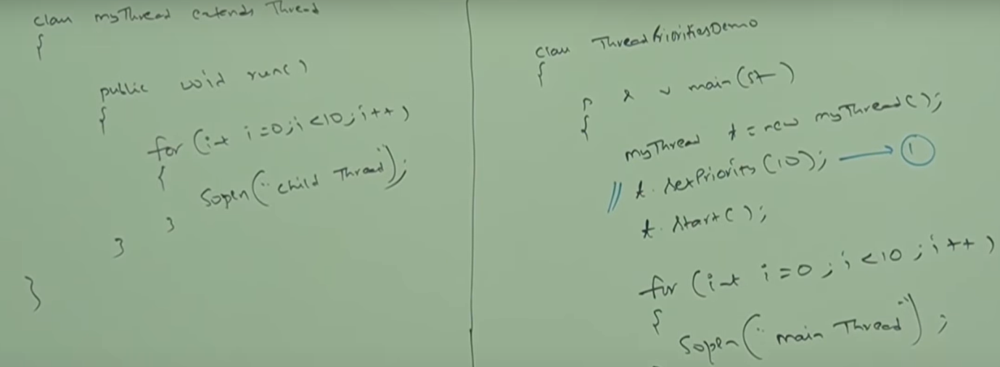 class myThread extends Thread
{
public void run()
{
for (int i=0;i<10;i++)
{
Sopln("child Thread");
}
}
}
class ThreadPrioritiesDemo
{
p s v main(st-)
{
myThread t = new myThread();
// t.setPriority(10); → 1
t.start();
for (int i=0;i<10;i++)
{
Sopln("main Thread");